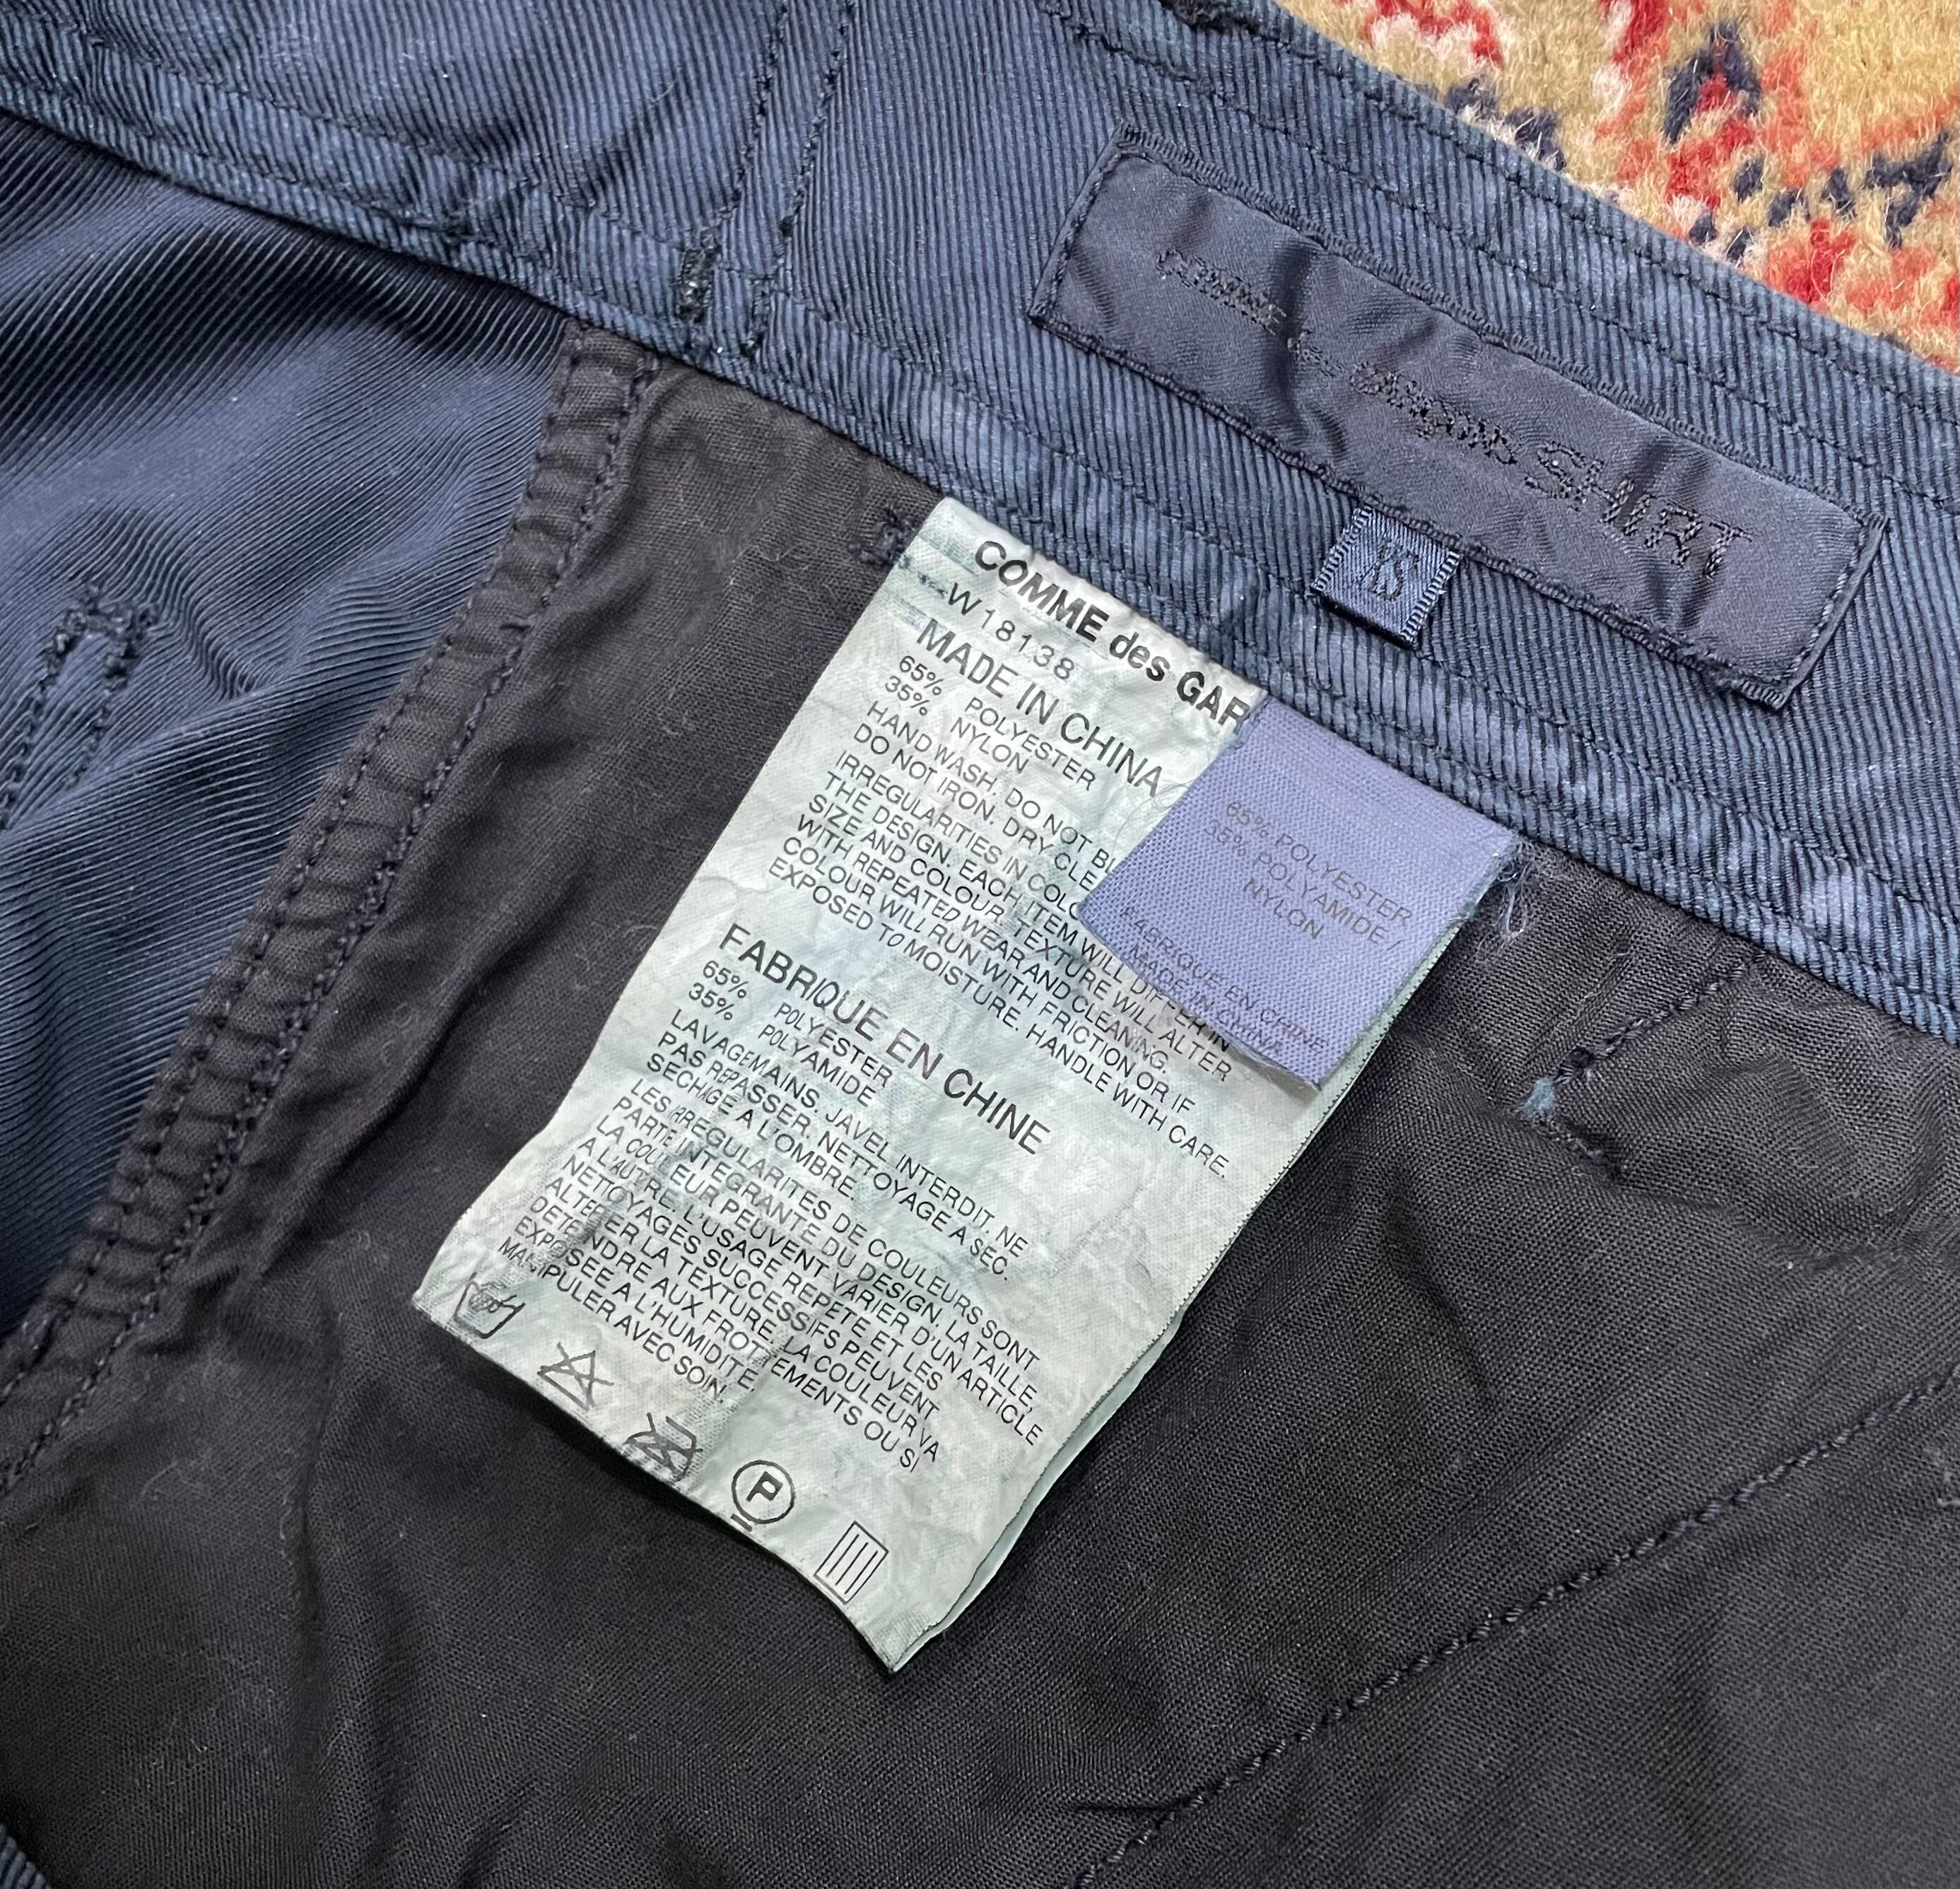 COMME des GARÇONS SHIRT
XS
COMME des GAR
W18138
MADE IN CHINA
65% POLYESTER
35% NYLON
HAND WASH. DO NOT BL
DO NOT IRON. DRY CLE
IRREGULARITIES IN COLO
THE DESIGN. EACH ITEM WILL DIFFER IN
SIZE AND COLOUR. TEXTURE WILL ALTER
WITH REPEATED WEAR AND CLEANING.
COLOUR WILL RUN WITH FRICTION OR IF
EXPOSED TO MOISTURE. HANDLE WITH CARE.
FABRIQUE EN CHINE
65% POLYESTER
35% POLYAMIDE
LAVAGE MAINS. JAVEL INTERDIT. NE
PAS REPASSER. NETTOYAGE A SEC.
SECHAGE A L'OMBRE.
LES IRREGULARITES DE COULEURS SONT
PARTE INTEGRANTE DU DESIGN. LA TAILLE,
LA COULEUR PEUVENT VARIER D'UN ARTICLE
A L'AUTRE. L'USAGE REPETE ET LES
NETTOYAGES SUCCESSIFS PEUVENT
ALTERER LA TEXTURE. LA COULEUR VA
DETEINDRE AUX FROTTEMENTS OU SI
EXPOSEE A L'HUMIDITE.
MANIPULER AVEC SOIN.
P
65% POLYESTER
35% POLYAMIDE /
NYLON
FABRIQUE EN CHINE
MADE IN CHINA